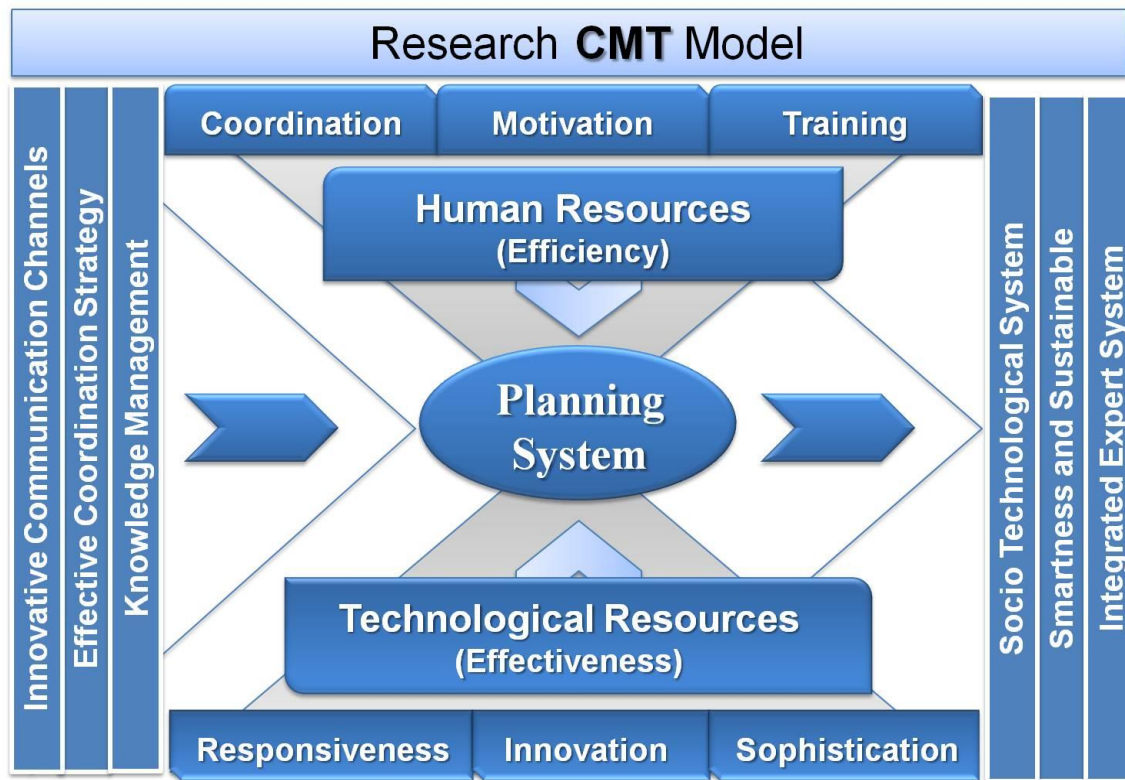 Research CMT Model
Innovative Communication Channels
Effective Coordination Strategy
Knowledge Management
Coordination
Motivation
Training
Human Resources
(Efficiency)
Planning
System
Technological Resources
(Effectiveness)
Responsiveness
Innovation
Sophistication
Socio Technological System
Smartness and Sustainable
Integrated Expert System